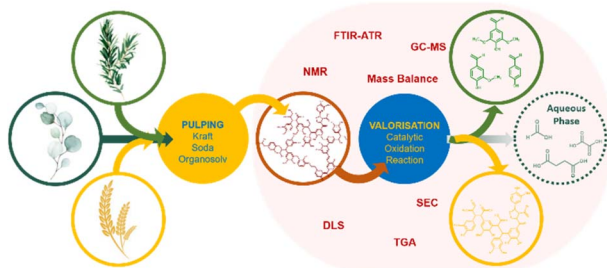 FTIR-ATR
GC-MS
NMR
Mass Balance
PULPING
Kraft
Soda
Organosolv
VALORISATION
Catalytic
Oxidation
Reaction
Aqueous
Phase
SEC
DLS
TGA